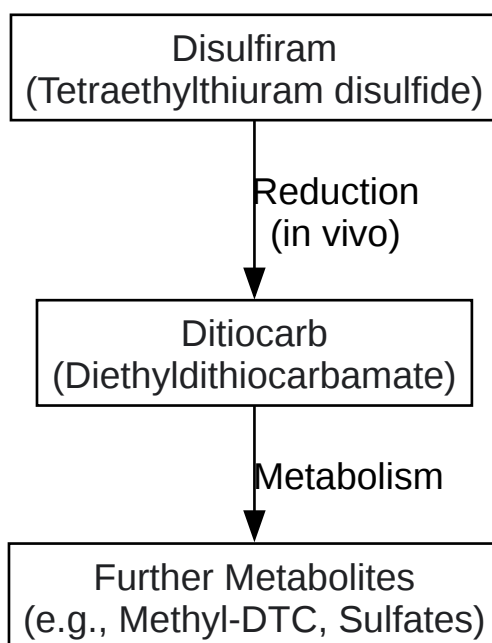 Disulfiram
(Tetraethylthiuram disulfide)
Reduction
(in vivo)
Ditiocarb
(Diethyldithiocarbamate)
Metabolism
Further Metabolites
(e.g., Methyl-DTC, Sulfates)